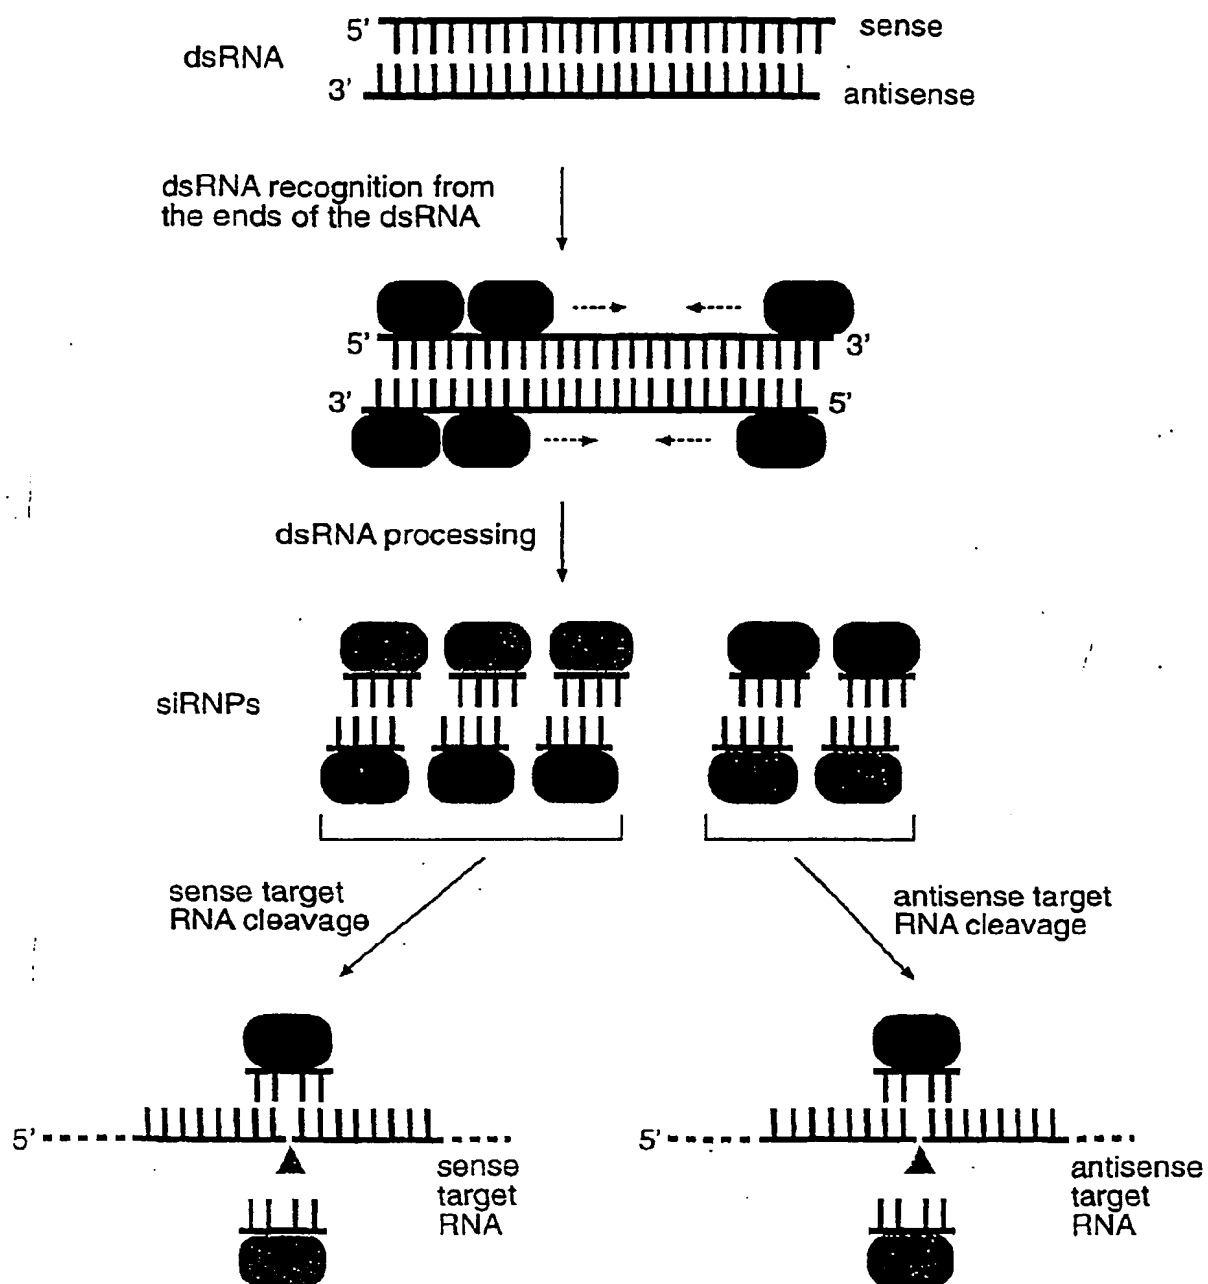 5' sense
dsRNA
3' antisense
dsRNA recognition from
the ends of the dsRNA
5' 3'
3' 5'
dsRNA processing
siRNPs
sense target
RNA cleavage
antisense target
RNA cleavage
5'
sense
target
RNA
5'
antisense
target
RNA